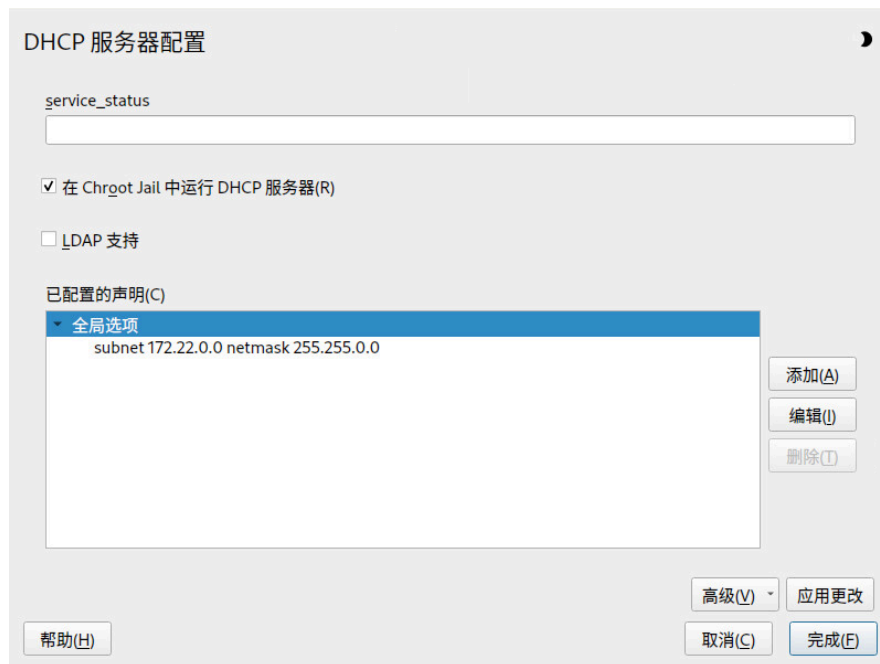 DHCP 服务器配置
service_status
在 Chroot Jail 中运行 DHCP 服务器(R)
LDAP 支持
已配置的声明(C)
全局选项
subnet 172.22.0.0 netmask 255.255.0.0
添加(A)
编辑(I)
删除(T)
高级(V)
应用更改
帮助(H)
取消(C)
完成(F)